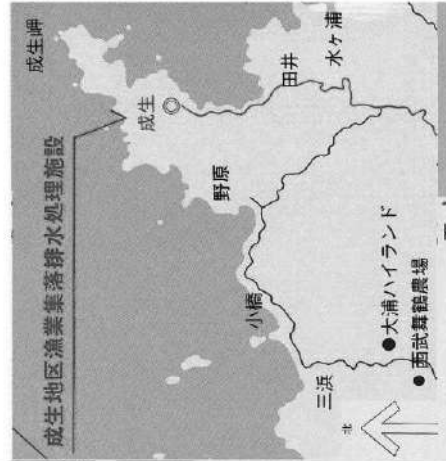 成生地区漁業集落排水処理施設
成生岬
成生
田井
水ヶ浦
野原
小橋
三浜
●大浦ハイランド
●西武舞鶴農場
北